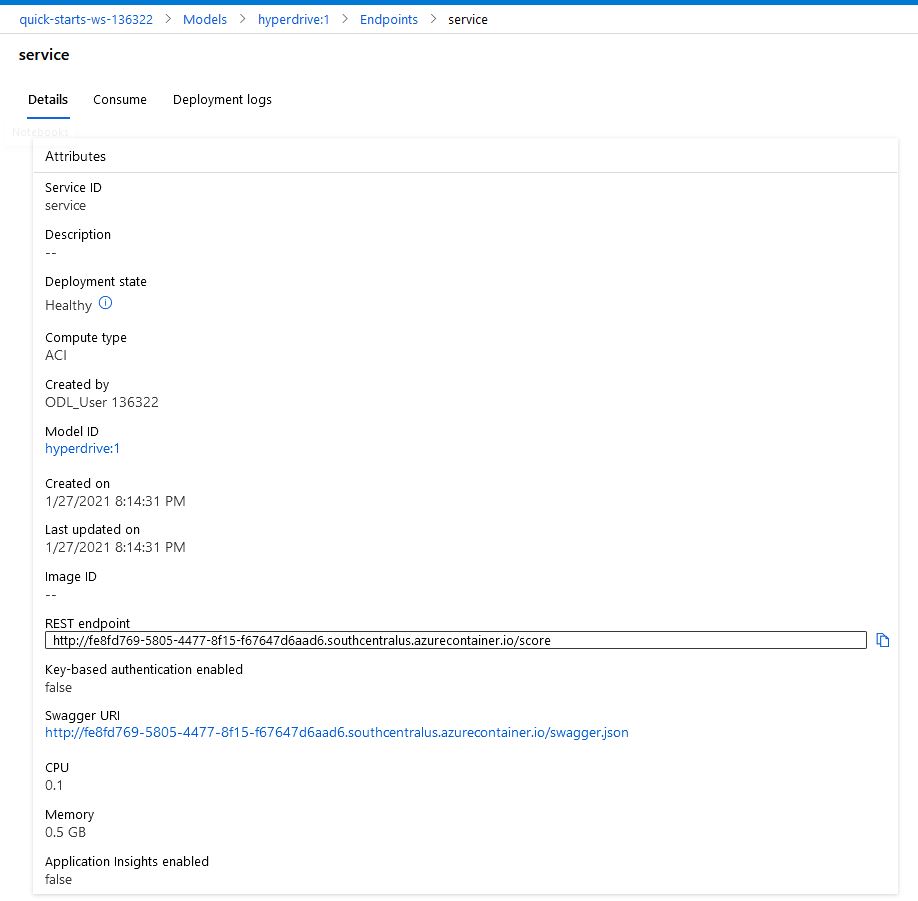 quick-starts-ws-136322 > Models > hyperdrive:1 > Endpoints > service
service
Details Consume Deployment logs
Notebooks
Attributes
Service ID
service
Description
--
Deployment state
Healthy
Compute type
ACI
Created by
ODL_User 136322
Model ID
hyperdrive:1
Created on
1/27/2021 8:14:31 PM
Last updated on
1/27/2021 8:14:31 PM
Image ID
--
REST endpoint
http://fe8fd769-5805-4477-8f15-f67647d6aad6.southcentralus.azurecontainer.io/score
Key-based authentication enabled
false
Swagger URI
http://fe8fd769-5805-4477-8f15-f67647d6aad6.southcentralus.azurecontainer.io/swagger.json
CPU
0.1
Memory
0.5 GB
Application Insights enabled
false